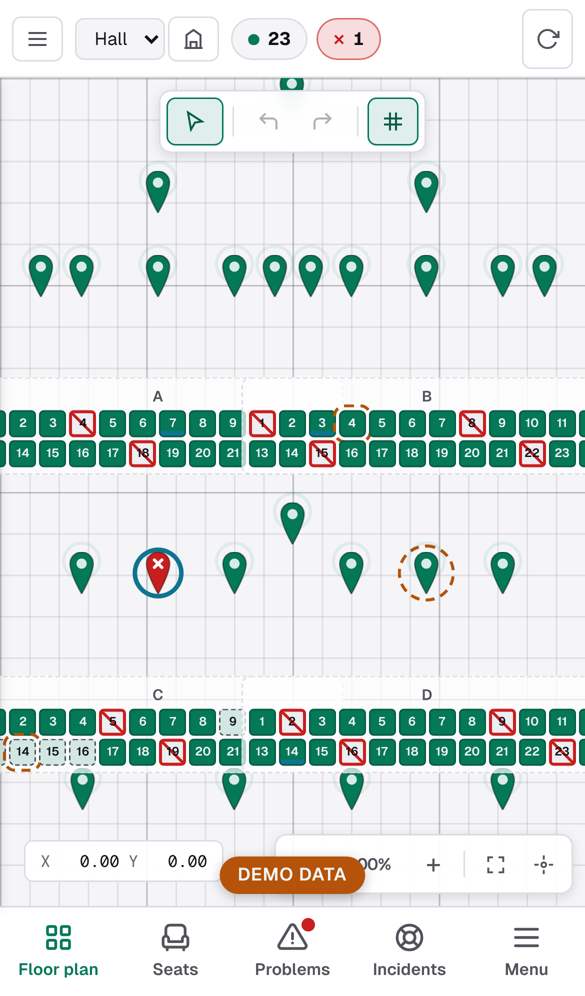 Hall 23 × 1
A B
2 3 4 5 6 7 8 9 1 2 3 4 5 6 7 8 9 10 11
14 15 16 17 18 19 20 21 13 14 15 16 17 18 19 20 21 22 23
C D
2 3 4 5 6 7 8 9 1 2 3 4 5 6 7 8 9 10 11
14 15 16 17 18 19 20 21 13 14 15 16 17 18 19 20 21 22 23
X 0.00 Y 0.00 00% +
DEMO DATA
Floor plan Seats Problems Incidents Menu